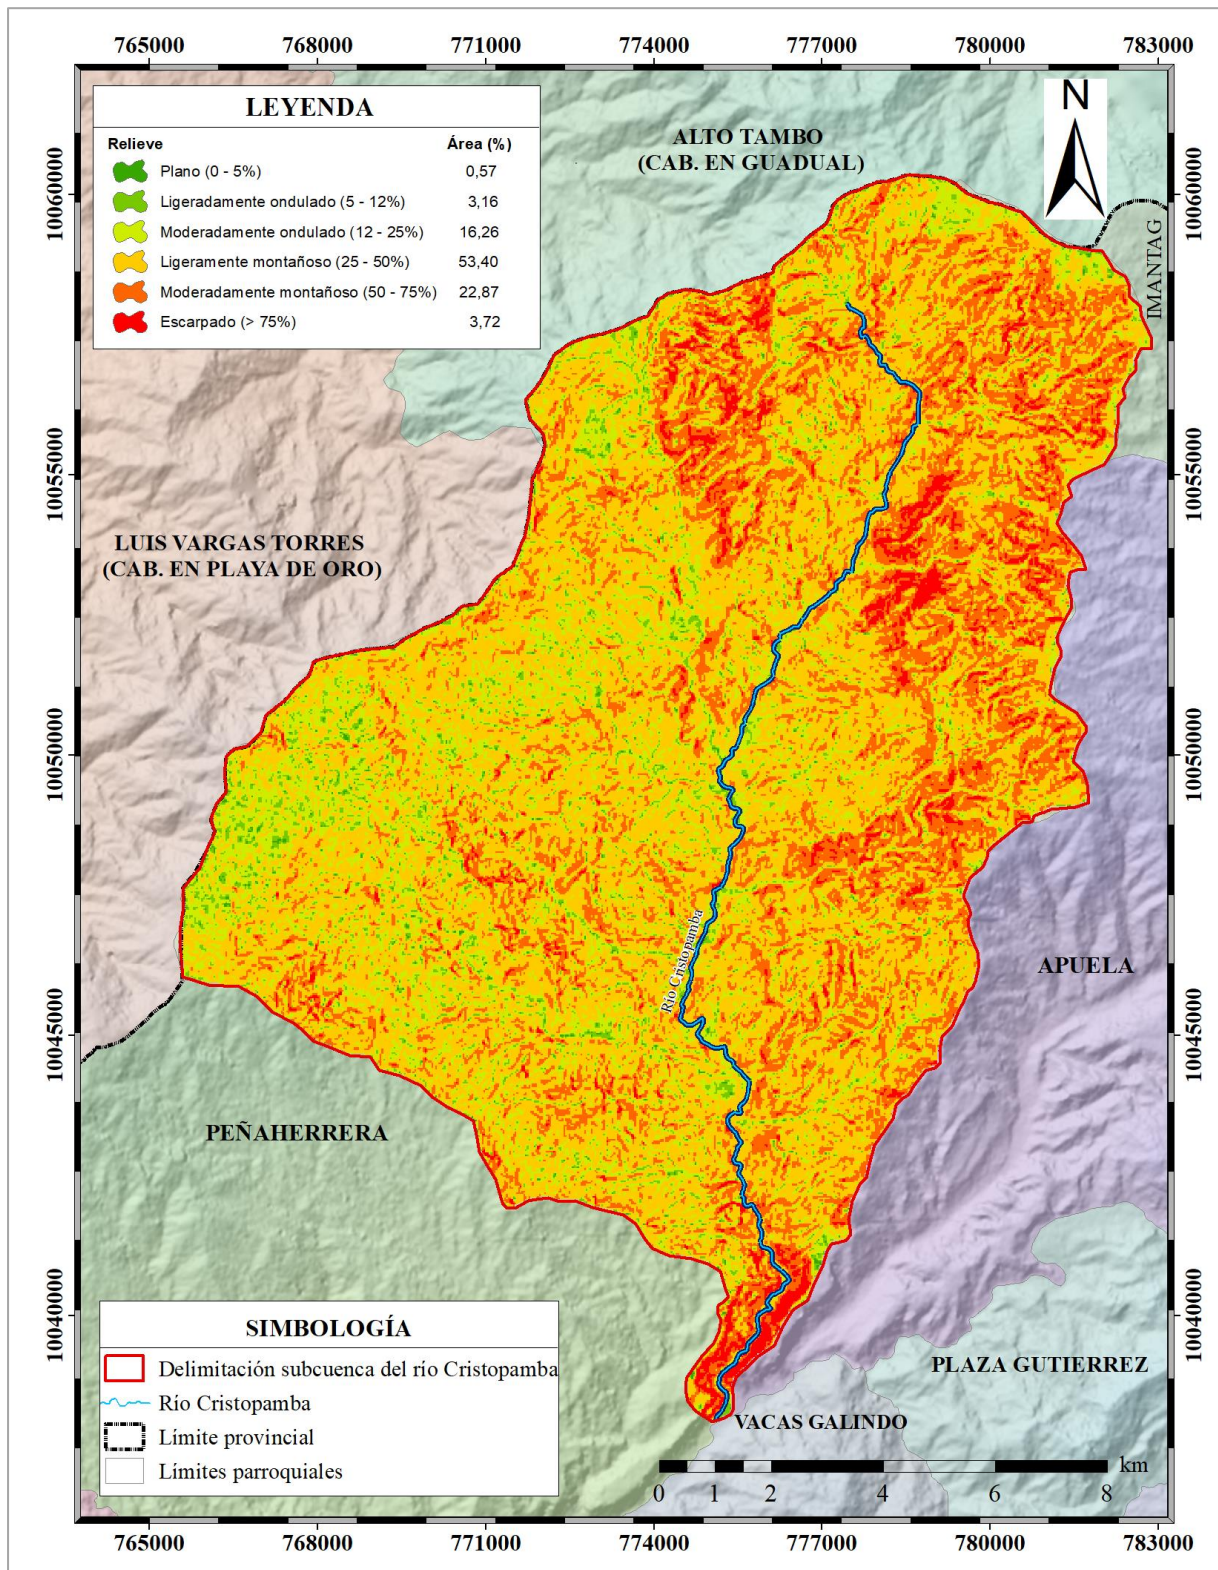 765000 768000 771000 774000 777000 780000 783000
LEYENDA
Relieve Área (%)
Plano (0 - 5%) 0,57
Ligeradamente ondulado (5 - 12%) 3,16
Moderadamente ondulado (12 - 25%) 16,26
Ligeramente montañoso (25 - 50%) 53,40
Moderadamente montañoso (50 - 75%) 22,87
Escarpado (> 75%) 3,72
N
ALTO TAMBO
(CAB. EN GUADUAL)
IMANTAG
10060000 10060000
10055000 10055000
LUIS VARGAS TORRES
(CAB. EN PLAYA DE ORO)
10050000 10050000
Río Cristopamba
APUELA
10045000 10045000
PEÑAHERRERA
10040000 10040000
PLAZA GUTIERREZ
VACAS GALINDO
SIMBOLOGÍA
Delimitación subcuenca del río Cristopamba
Río Cristopamba
Límite provincial
Límites parroquiales
km
0 1 2 4 6 8
765000 768000 771000 774000 777000 780000 783000